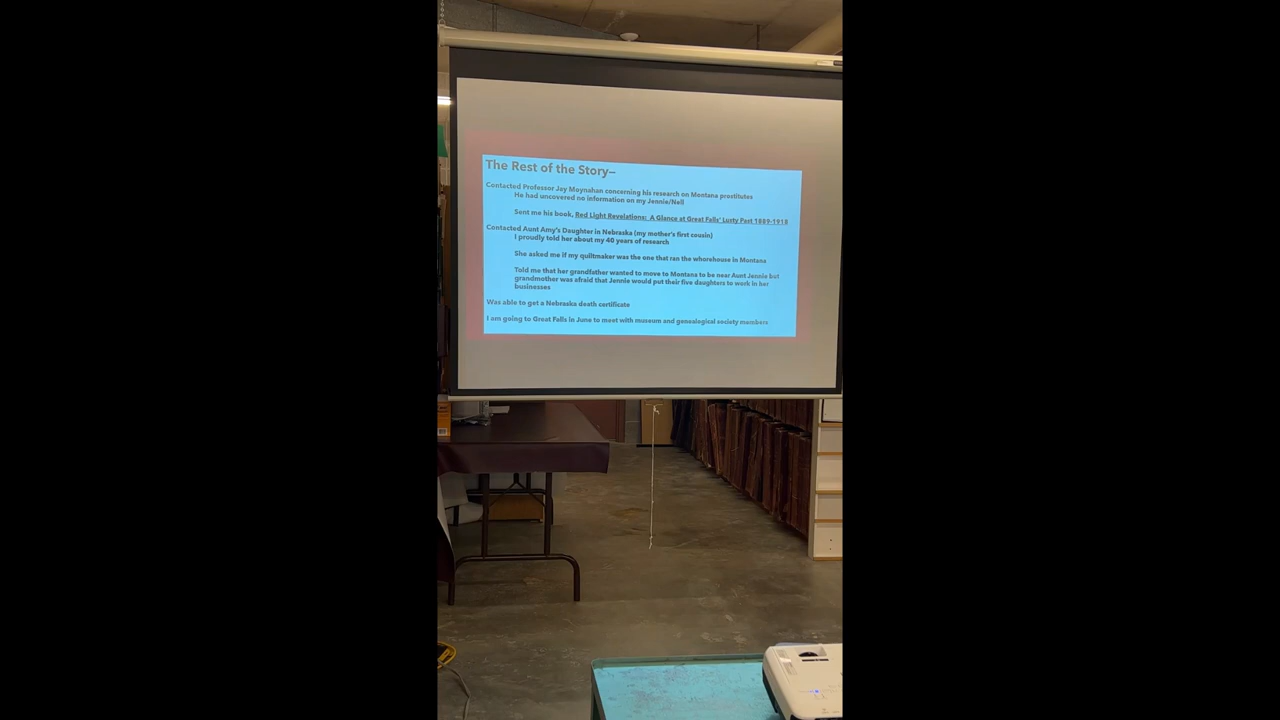 The Rest of the Story—
Contacted Professor Jay Moynahan concerning his research on Montana prostitutes
He had uncovered no information on my Jennie/Nell
Sent me his book, Red Light Revelations: A Glance at Great Falls' Lusty Past 1889-1918
Contacted Aunt Amy's Daughter in Nebraska (my mother's first cousin)
I proudly told her about my 40 years of research
She asked me if my quiltmaker was the one that ran the whorehouse in Montana
Told me that her grandfather wanted to move to Montana to be near Aunt Jennie but
grandmother was afraid that Jennie would put their five daughters to work in her
businesses
Was able to get a Nebraska death certificate
I am going to Great Falls in June to meet with museum and genealogical society members